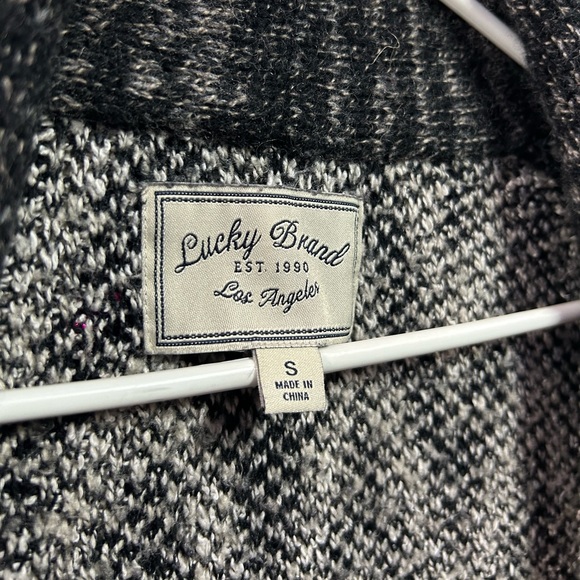 Lucky Brand
EST. 1990
Los Angeles
S
MADE IN
CHINA